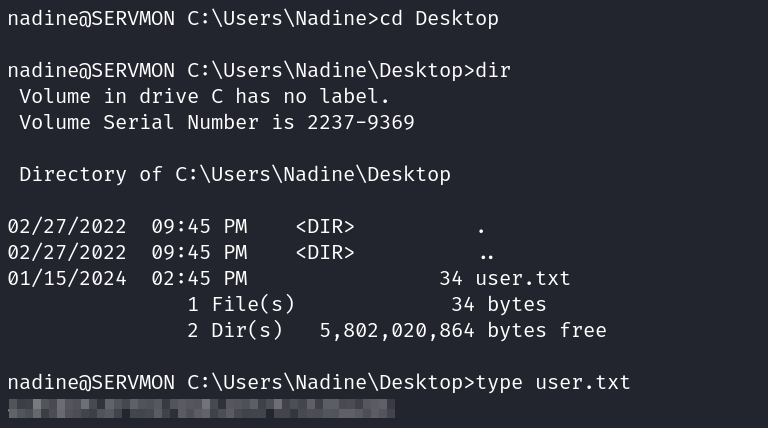 nadine@SERVMON C:\Users\Nadine>cd Desktop
nadine@SERVMON C:\Users\Nadine\Desktop>dir
Volume in drive C has no label.
Volume Serial Number is 2237-9369
Directory of C:\Users\Nadine\Desktop
02/27/2022  09:45 PM    <DIR>          .
02/27/2022  09:45 PM    <DIR>          ..
01/15/2024  02:45 PM                34 user.txt
1 File(s)             34 bytes
2 Dir(s)   5,802,020,864 bytes free
nadine@SERVMON C:\Users\Nadine\Desktop>type user.txt